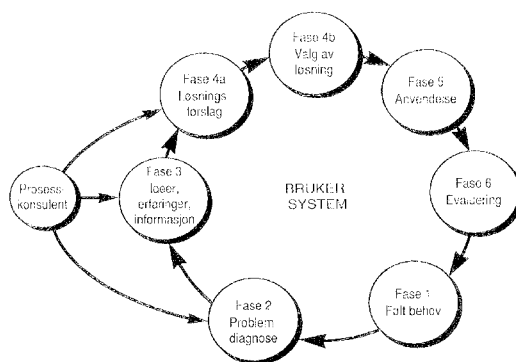 Fase 4b
Valg av
løsning
Fase 4a
Løsnings
forslag
Fase 5
Anvendelse
Prosess-
konsulent
Fase 3
Ideer,
erfaringer,
informasjon
BRUKER
SYSTEM
Fase 6
Evaluering
Fase 2
Problem
diagnose
Fase 1
Følt behov